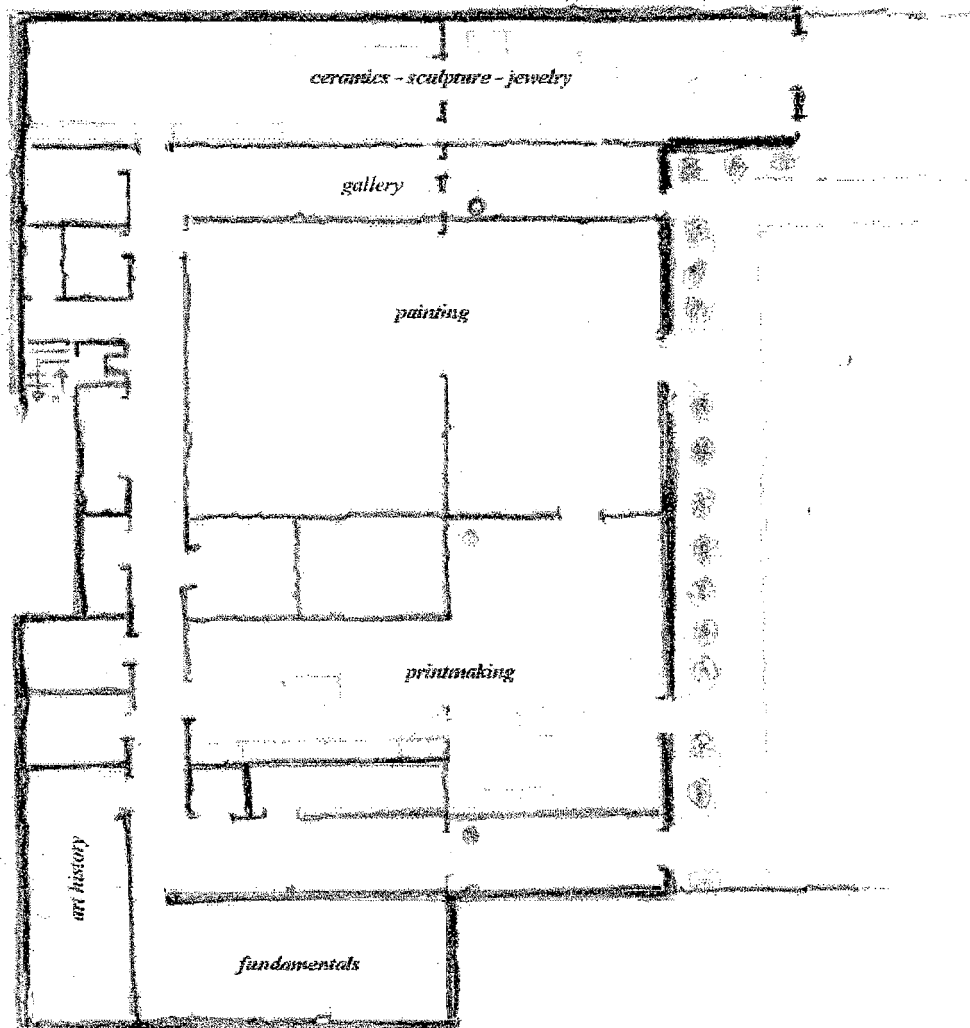 ceramics - sculpture - jewelry
gallery
painting
printmaking
art history
fundamentals